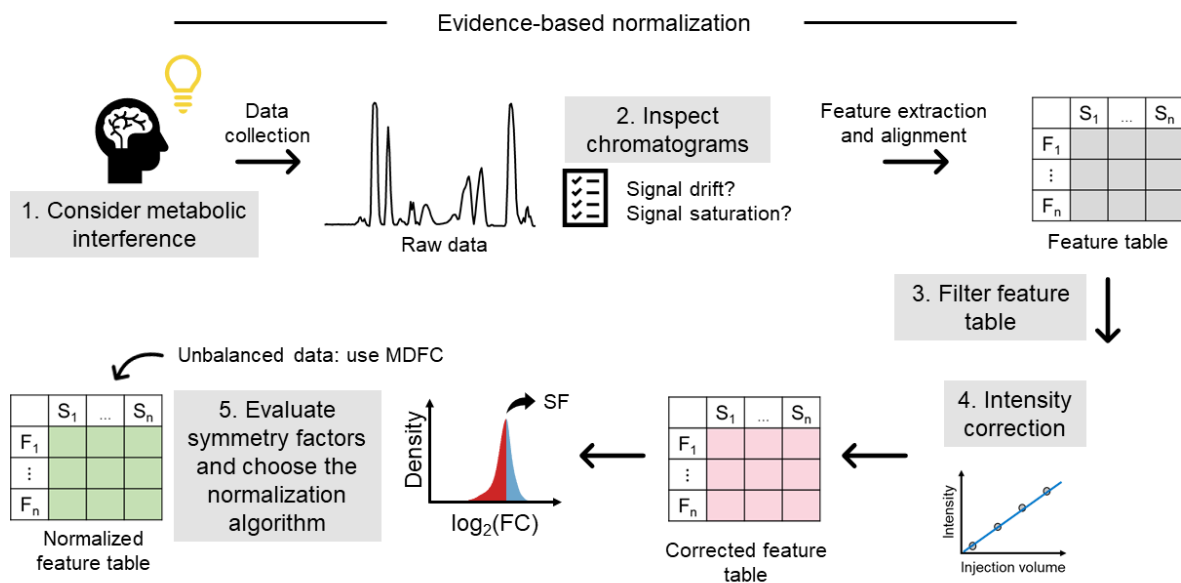 Evidence-based normalization
1. Consider metabolic
interference
Data
collection
Raw data
2. Inspect
chromatograms
Signal drift?
Signal saturation?
Feature extraction
and alignment
S1 ... Sn
F1
⋮
Fn
Feature table
3. Filter feature
table
4. Intensity
correction
Intensity
Injection volume
S1 ... Sn
F1
⋮
Fn
Corrected feature
table
SF
Density
log2(FC)
5. Evaluate
symmetry factors
and choose the
normalization
algorithm
Unbalanced data: use MDFC
S1 ... Sn
F1
⋮
Fn
Normalized
feature table